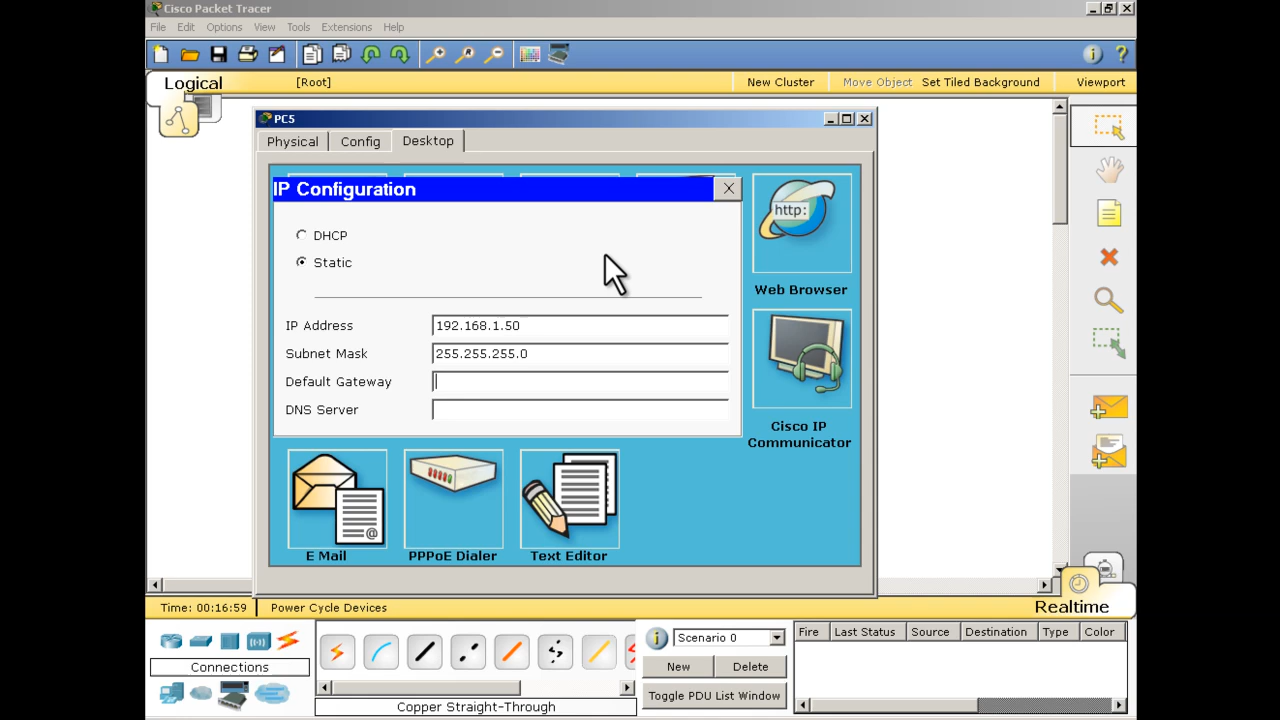 Cisco Packet Tracer
File Edit Options View Tools Extensions Help
Logical [Root] New Cluster Move Object Set Tiled Background Viewport
PC5
Physical Config Desktop
IP Configuration
DHCP
Static
IP Address 192.168.1.50
Subnet Mask 255.255.255.0
Default Gateway
DNS Server
http:
Web Browser
Cisco IP
Communicator
E Mail PPPoE Dialer Text Editor
Time: 00:16:59 Power Cycle Devices Realtime
Connections
Copper Straight-Through
Scenario 0
New Delete
Toggle PDU List Window
Fire Last Status Source Destination Type Color